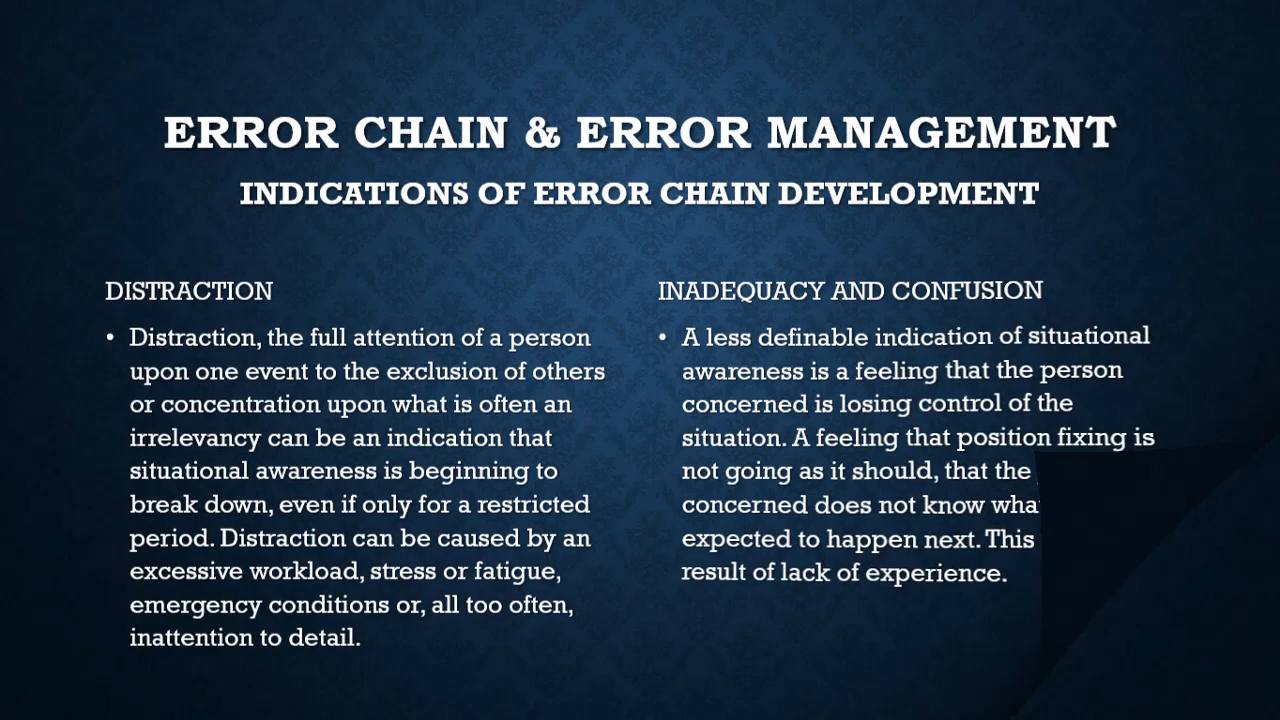 ERROR CHAIN & ERROR MANAGEMENT
INDICATIONS OF ERROR CHAIN DEVELOPMENT
DISTRACTION
• Distraction, the full attention of a person
upon one event to the exclusion of others
or concentration upon what is often an
irrelevancy can be an indication that
situational awareness is beginning to
break down, even if only for a restricted
period. Distraction can be caused by an
excessive workload, stress or fatigue,
emergency conditions or, all too often,
inattention to detail.
INADEQUACY AND CONFUSION
• A less definable indication of situational
awareness is a feeling that the person
concerned is losing control of the
situation. A feeling that position fixing is
not going as it should, that the
concerned does not know
expected to happen next. This
result of lack of experience.